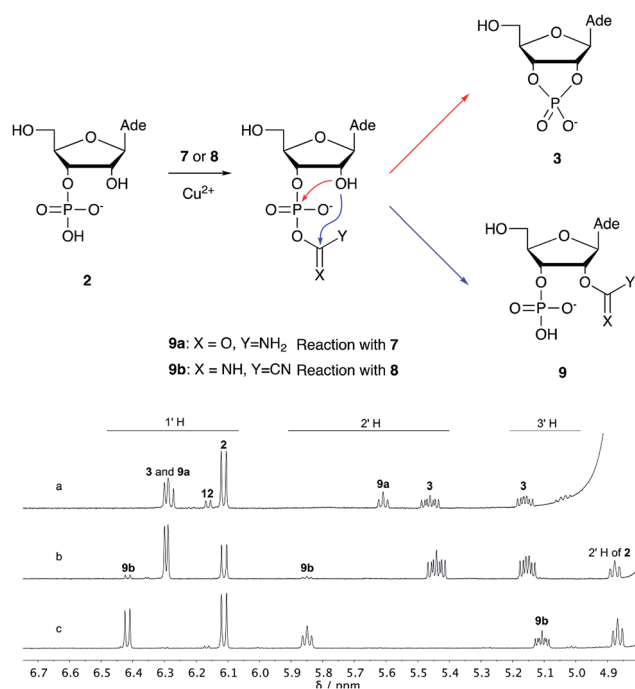 HO
O
Ade
O
O
P
O
O-
3
HO
O
Ade
O
OH
O=P-O-
OH
2
7 or 8
Cu2+
HO
O
Ade
O
OH
O=P-O-
O
Y
X
HO
O
Ade
O
O
Y
O=P-O-
X
OH
9
9a: X = O, Y=NH2 Reaction with 7
9b: X = NH, Y=CN Reaction with 8
1' H
2' H
3' H
2
3 and 9a
a
12
9a
3
3
b
9b
9b
2' H of 2
c
9b
6.7 6.6 6.5 6.4 6.3 6.2 6.1 6.0 5.9 5.8 5.7 5.6 5.5 5.4 5.3 5.2 5.1 5.0 4.9
δ / ppm